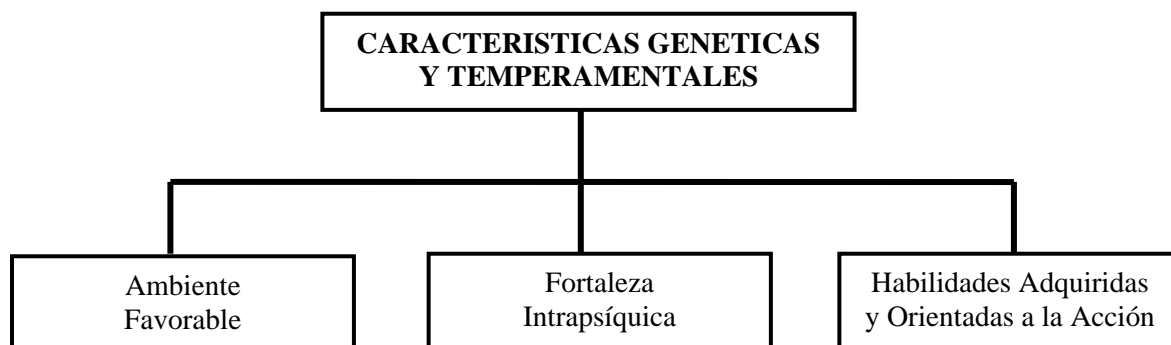 CARACTERISTICAS GENETICAS
Y TEMPERAMENTALES
Ambiente
Favorable
Fortaleza
Intrapsíquica
Habilidades Adquiridas
y Orientadas a la Acción